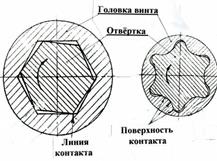 Головка винта
Отвёртка
Линия
контакта
Поверхность
контакта